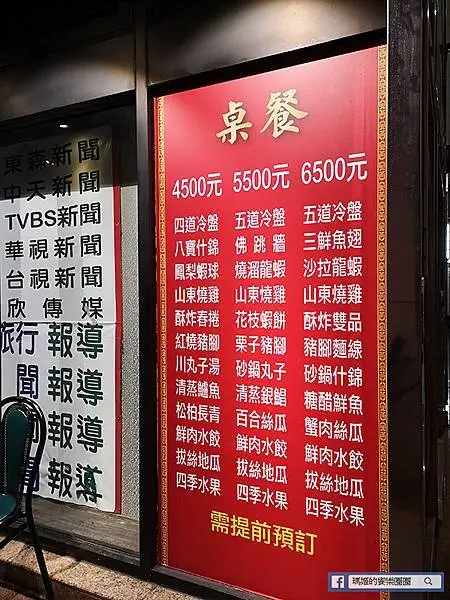 東森新聞
中天新聞
TVBS新聞
華視新聞
台視新聞
欣傳媒
旅行報導
聞報導
報導
報導
桌餐
4500元 5500元 6500元
四道冷盤 五道冷盤 五道冷盤
八寶什錦 佛跳牆 三鮮魚翅
鳳梨蝦球 燒溜龍蝦 沙拉龍蝦
山東燒雞 山東燒雞 山東燒雞
酥炸春捲 花枝蝦餅 酥炸雙品
紅燒豬腳 栗子豬腳 豬腳麵線
川丸子湯 砂鍋丸子 砂鍋什錦
清蒸鱸魚 清蒸銀鯧 糖醋鮮魚
松柏長青 百合絲瓜 蟹肉絲瓜
鮮肉水餃 鮮肉水餃 鮮肉水餃
拔絲地瓜 拔絲地瓜 拔絲地瓜
四季水果 四季水果 四季水果
需提前預訂
瑪姬的安樂圈圈